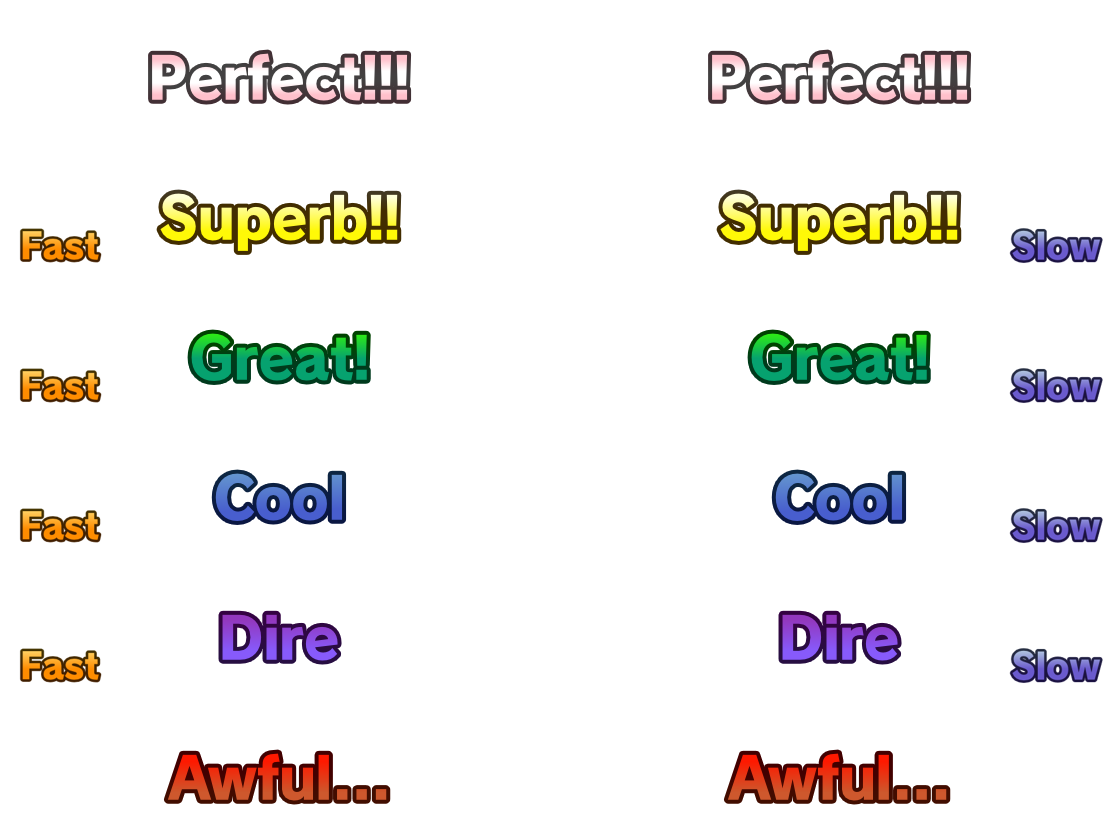 Perfect!!! Perfect!!!
Superb!! Superb!!
Fast Slow
Great! Great!
Fast Slow
Cool Cool
Fast Slow
Dire Dire
Fast Slow
Awful... Awful...